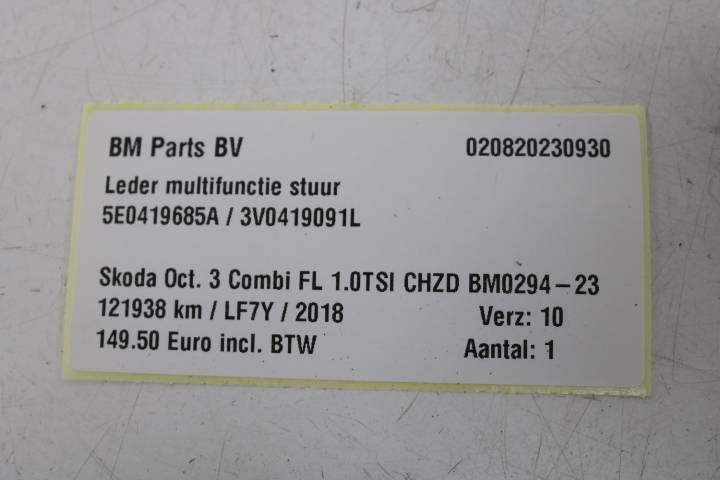 BM Parts BV 020820230930
Leder multifunctie stuur
5E0419685A / 3V0419091L
Skoda Oct. 3 Combi FL 1.0TSI CHZD BM0294-23
121938 km / LF7Y / 2018 Verz: 10
149.50 Euro incl. BTW Aantal: 1